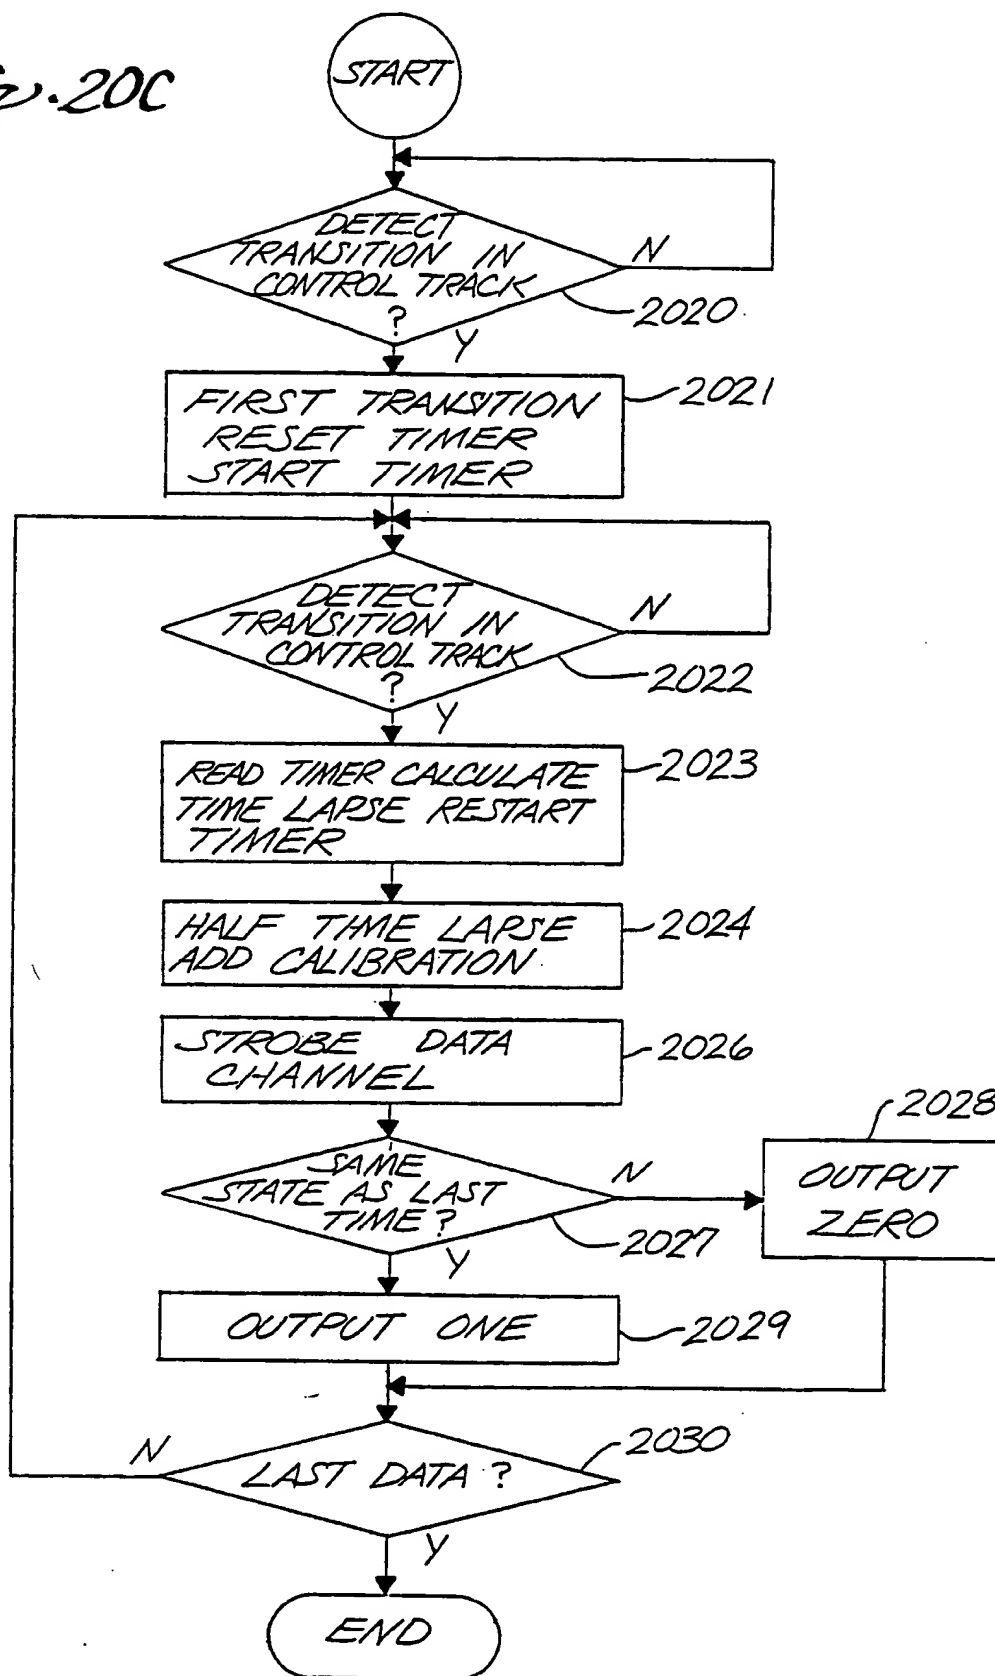 20C
START
DETECT
TRANSITION IN
CONTROL TRACK
?
N
2020
Y
FIRST TRANSITION
RESET TIMER
START TIMER
2021
DETECT
TRANSITION IN
CONTROL TRACK
?
N
2022
Y
READ TIMER CALCULATE
TIME LAPSE RESTART
TIMER
2023
HALF TIME LAPSE
ADD CALIBRATION
2024
STROBE DATA
CHANNEL
2026
SAME
STATE AS LAST
TIME?
N
2027
Y
2028
OUTPUT
ZERO
OUTPUT ONE
2029
N
LAST DATA ?
2030
Y
END